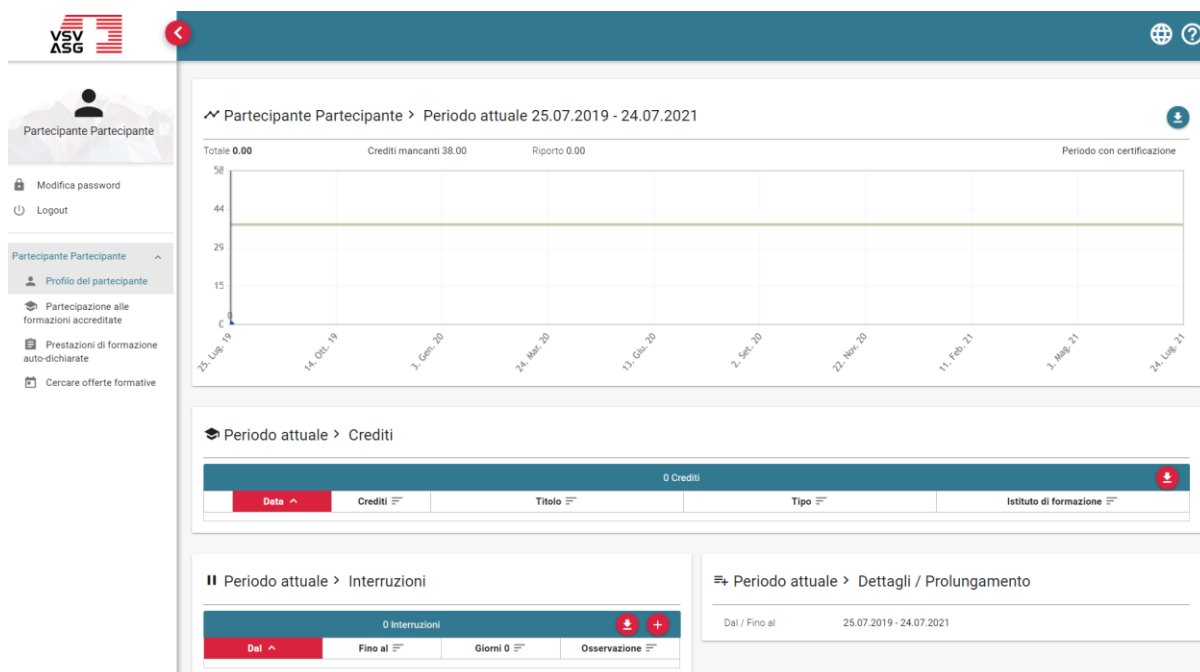 VSV
ASG
Partecipante Partecipante
Modifica password
Logout
Partecipante Partecipante
Profilo del partecipante
Partecipazione alle
formazioni accreditate
Prestazioni di formazione
auto-dichiarate
Cercare offerte formative
Partecipante Partecipante > Periodo attuale 25.07.2019 - 24.07.2021
Totale 0.00 Crediti mancanti 38.00 Riporto 0.00 Periodo con certificazione
58
44
29
15
0
0
25. Lug. 19 14. Ott. 19 3. Gen. 20 24. Mar. 20 13. Giu. 20 2. Set. 20 22. Nov. 20 11. Feb. 21 3. Mag. 21 24. Lug. 21
Periodo attuale > Crediti
0 Crediti
Data Crediti Titolo Tipo Istituto di formazione
Periodo attuale > Interruzioni
0 Interruzioni
Dal Fino al Giorni 0 Osservazione
Periodo attuale > Dettagli / Prolungamento
Dal / Fino al 25.07.2019 - 24.07.2021